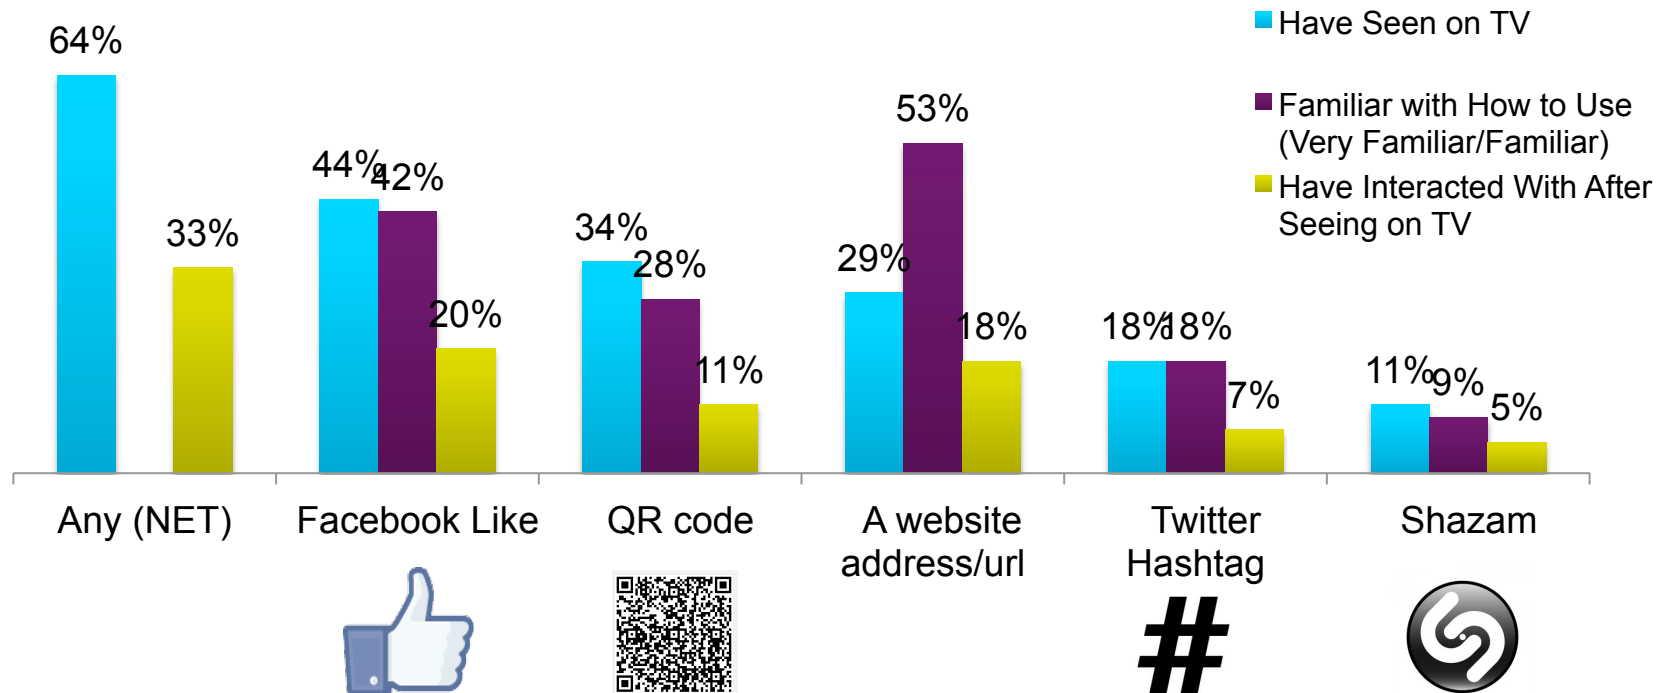 64%
33%
44%
42%
20%
34%
28%
11%
29%
53%
18%
18%
18%
7%
11%
9%
5%
Have Seen on TV
Familiar with How to Use
(Very Familiar/Familiar)
Have Interacted With After
Seeing on TV
Any (NET)
Facebook Like
QR code
A website
address/url
Twitter
Hashtag
Shazam
#